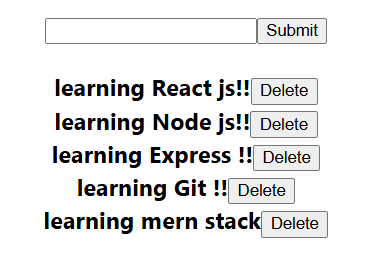 Submit
learning React js!! Delete
learning Node js!! Delete
learning Express !! Delete
learning Git !! Delete
learning mern stack Delete